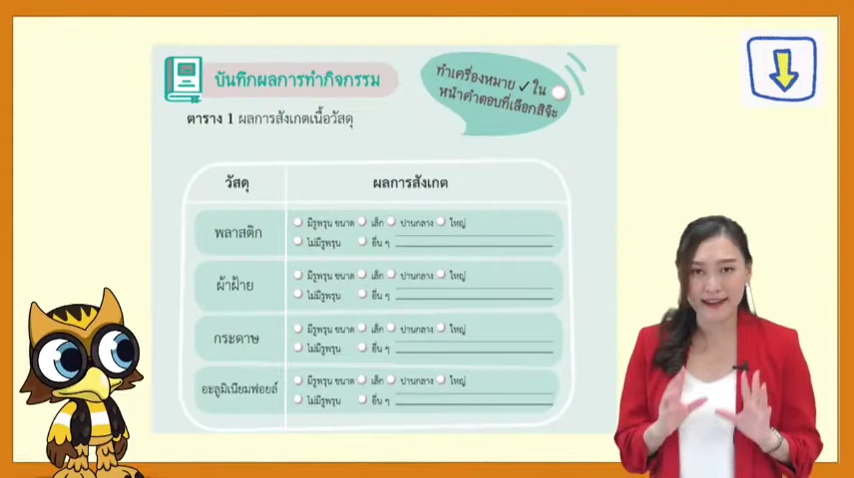 บันทึกผลการทำกิจกรรม
ทำเครื่องหมาย ✓ ใน
หน้าคำตอบที่เลือกสิจ๊ะ
ตาราง 1 ผลการสังเกตเนื้อวัสดุ
วัสดุ ผลการสังเกต
พลาสติก
มีรูพรุน ขนาด เล็ก ปานกลาง ใหญ่
ไม่มีรูพรุน อื่น ๆ
ผ้าฝ้าย
มีรูพรุน ขนาด เล็ก ปานกลาง ใหญ่
ไม่มีรูพรุน อื่น ๆ
กระดาษ
มีรูพรุน ขนาด เล็ก ปานกลาง ใหญ่
ไม่มีรูพรุน อื่น ๆ
อะลูมิเนียมฟอยล์
มีรูพรุน ขนาด เล็ก ปานกลาง ใหญ่
ไม่มีรูพรุน อื่น ๆ